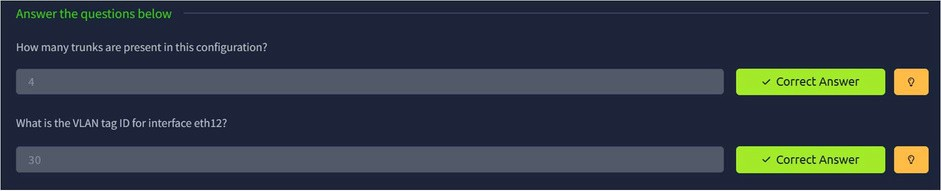 Answer the questions below
How many trunks are present in this configuration?
4
✓ Correct Answer
What is the VLAN tag ID for interface eth12?
30
✓ Correct Answer